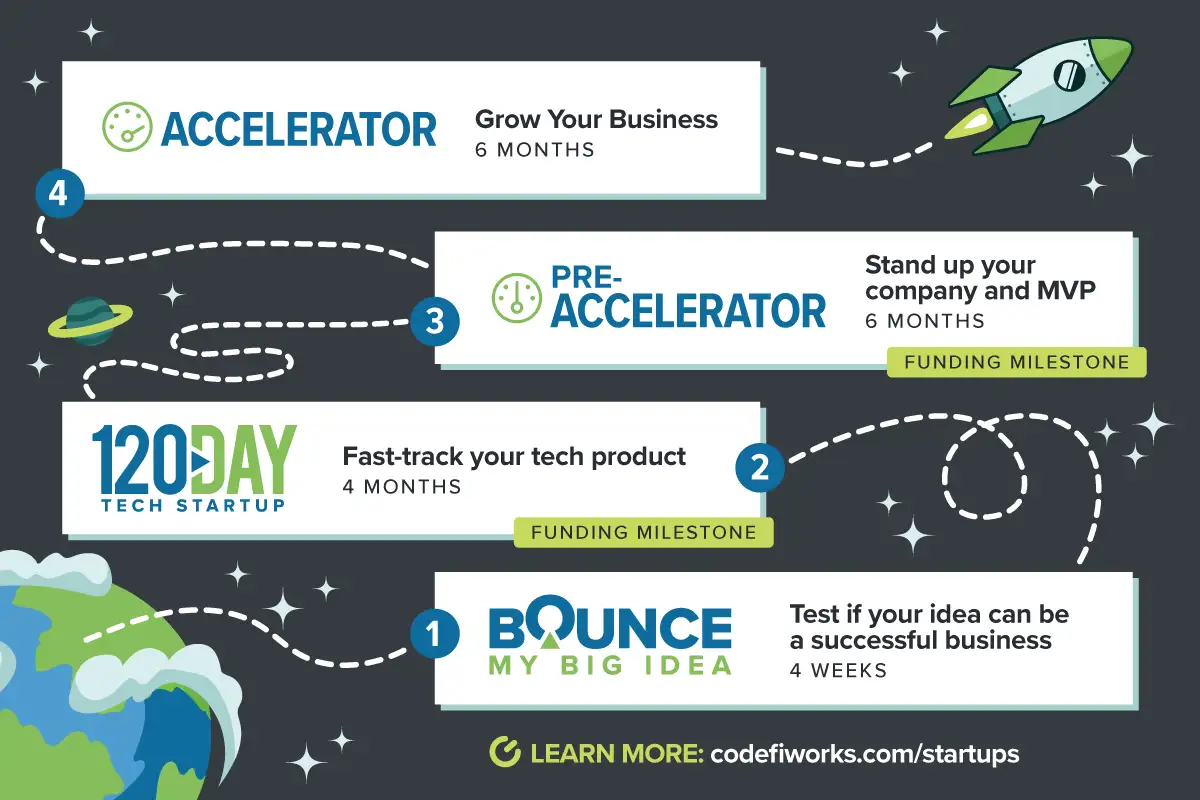 ACCELERATOR
Grow Your Business
6 MONTHS
4
PRE-
ACCELERATOR
Stand up your
company and MVP
6 MONTHS
3
FUNDING MILESTONE
120DAY
TECH STARTUP
Fast-track your tech product
4 MONTHS
2
FUNDING MILESTONE
1
BOUNCE
MY BIG IDEA
Test if your idea can be
a successful business
4 WEEKS
LEARN MORE: codefiworks.com/startups